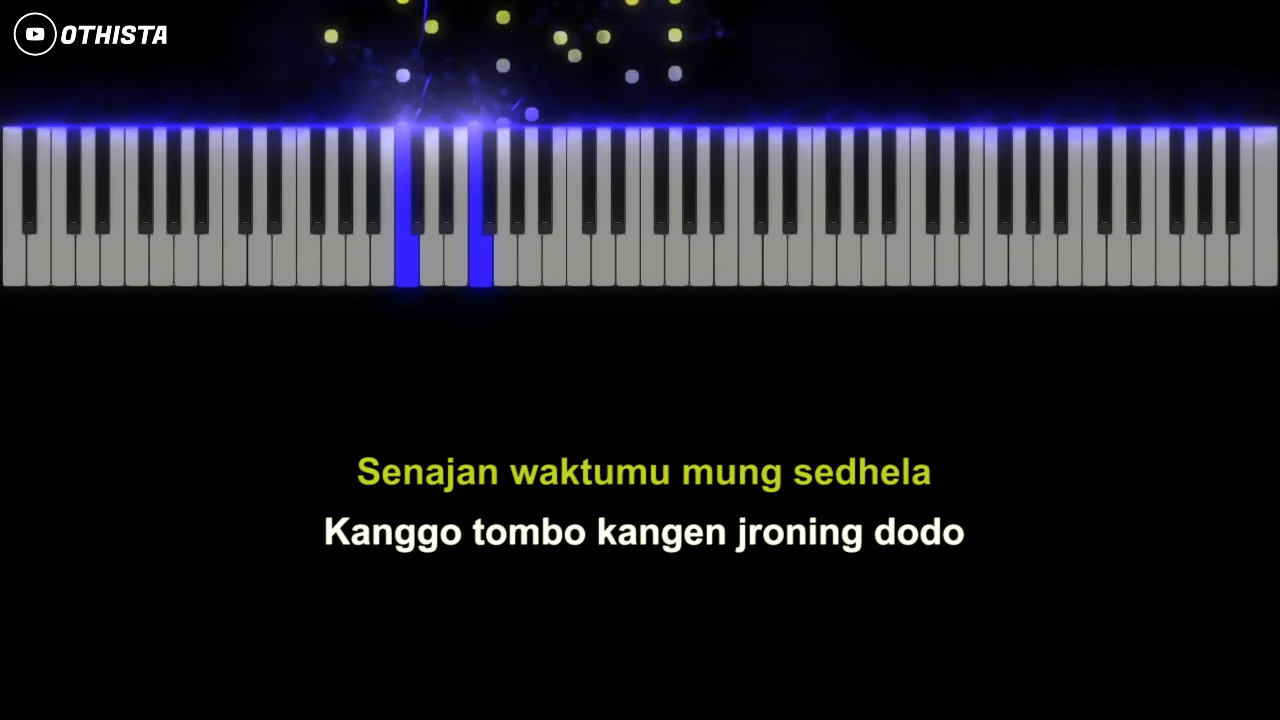 OTHISTA
Senajan waktumu mung sedhela
Kanggo tombo kangen jroning dodo